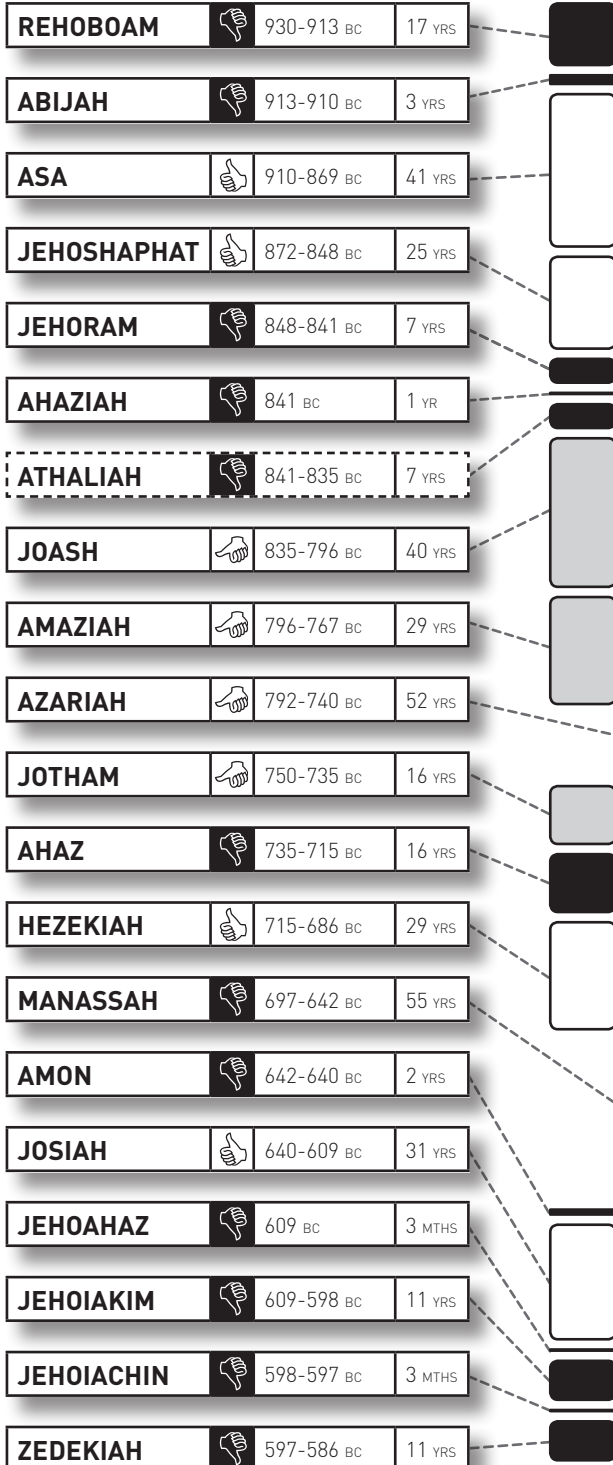 REHOBOAM 930-913 BC 17 YRS
ABIJAH 913-910 BC 3 YRS
ASA 910-869 BC 41 YRS
JEHOSHAPHAT 872-848 BC 25 YRS
JEHORAM 848-841 BC 7 YRS
AHAZIAH 841 BC 1 YR
ATHALIAH 841-835 BC 7 YRS
JOASH 835-796 BC 40 YRS
AMAZIAH 796-767 BC 29 YRS
AZARIAH 792-740 BC 52 YRS
JOTHAM 750-735 BC 16 YRS
AHAZ 735-715 BC 16 YRS
HEZEKIAH 715-686 BC 29 YRS
MANASSAH 697-642 BC 55 YRS
AMON 642-640 BC 2 YRS
JOSIAH 640-609 BC 31 YRS
JEHOAHAZ 609 BC 3 MTHS
JEHOIAKIM 609-598 BC 11 YRS
JEHOIACHIN 598-597 BC 3 MTHS
ZEDEKIAH 597-586 BC 11 YRS